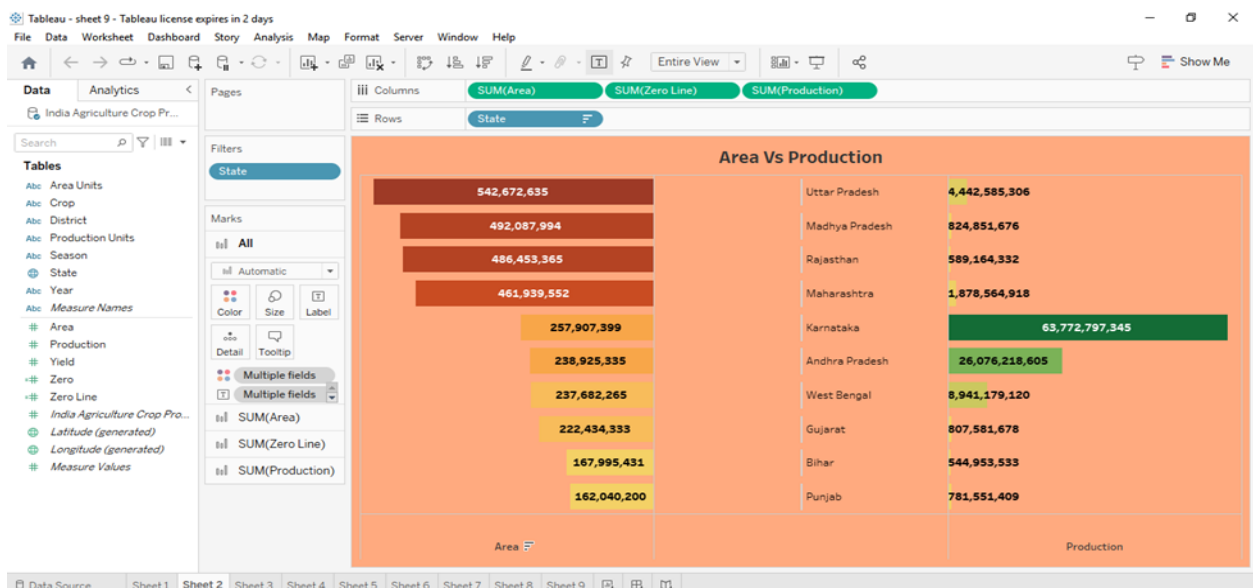 Tableau - sheet 9 - Tableau license expires in 2 days
File Data Worksheet Dashboard Story Analysis Map Format Server Window Help
Entire View
Show Me
Data Analytics
India Agriculture Crop Pr...
Search
Tables
Abc Area Units
Abc Crop
Abc District
Abc Production Units
Abc Season
State
Abc Year
Abc Measure Names
# Area
# Production
# Yield
# Zero
# Zero Line
# India Agriculture Crop Pro...
Latitude (generated)
Longitude (generated)
# Measure Values
Pages
Filters
State
Marks
All
Automatic
Color Size Label
Detail Tooltip
Multiple fields
Multiple fields
SUM(Area)
SUM(Zero Line)
SUM(Production)
Columns SUM(Area) SUM(Zero Line) SUM(Production)
Rows State
Area Vs Production
542,672,635 Uttar Pradesh 4,442,585,306
492,087,994 Madhya Pradesh 824,851,676
486,453,365 Rajasthan 589,164,332
461,939,552 Maharashtra 1,878,564,918
257,907,399 Karnataka 63,772,797,345
238,925,335 Andhra Pradesh 26,076,218,605
237,682,265 West Bengal 8,941,179,120
222,434,333 Gujarat 807,581,678
167,995,431 Bihar 544,953,533
162,040,200 Punjab 781,551,409
Area Production
Data Source Sheet 1 Sheet 2 Sheet 3 Sheet 4 Sheet 5 Sheet 6 Sheet 7 Sheet 8 Sheet 9